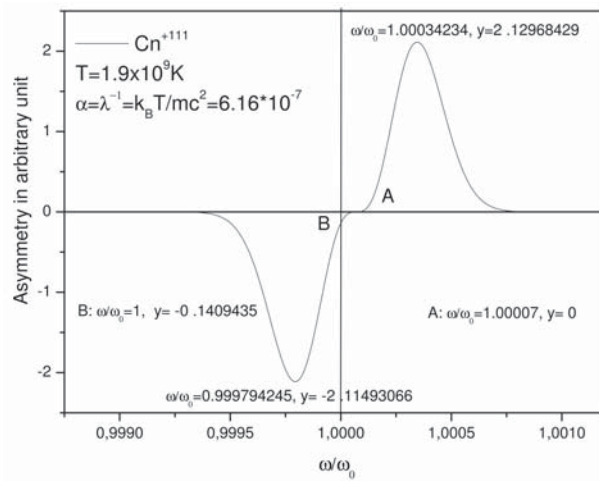 ω/ω₀=1.00034234, y=2 .12968429
Cn⁺¹¹¹
T=1.9x10⁹K
α=λ⁻¹=k_BT/mc²=6.16*10⁻⁷
Asymmetry in arbitrary unit
2
1
0
-1
-2
A
B
B: ω/ω₀=1, y= -0 .1409435
A: ω/ω₀=1.00007, y= 0
ω/ω₀=0.999794245, y= -2 .11493066
0,9990
0,9995
1,0000
1,0005
1,0010
ω/ω₀